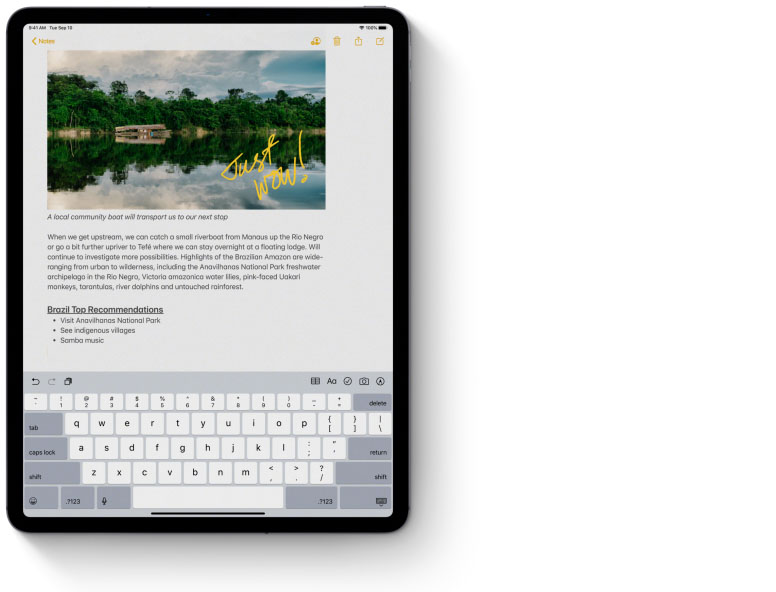 9:41 AM Tue Sep 10
100%
Notes
Just
wow!
A local community boat will transport us to our next stop
When we get upstream, we can catch a small riverboat from Manaus up the Rio Negro
or go a bit further upriver to Tefé where we can stay overnight at a floating lodge. Will
continue to investigate more possibilities. Highlights of the Brazilian Amazon are wide-
ranging from urban to wilderness, including the Anavilhanas National Park freshwater
archipelago in the Rio Negro, Victoria amazonica water lilies, pink-faced Uakari
monkeys, tarantulas, river dolphins and untouched rainforest.
Brazil Top Recommendations
• Visit Anavilhanas National Park
• See indigenous villages
• Samba music
Aa
~ ! @ # $ % ^ & * ( ) _ +
` 1 2 3 4 5 6 7 8 9 0 - = delete
tab q w e r t y u i o p { [ } ] | \
caps lock a s d f g h j k l : ; " ' return
shift z x c v b n m < , > . ? / shift
.?123 .?123